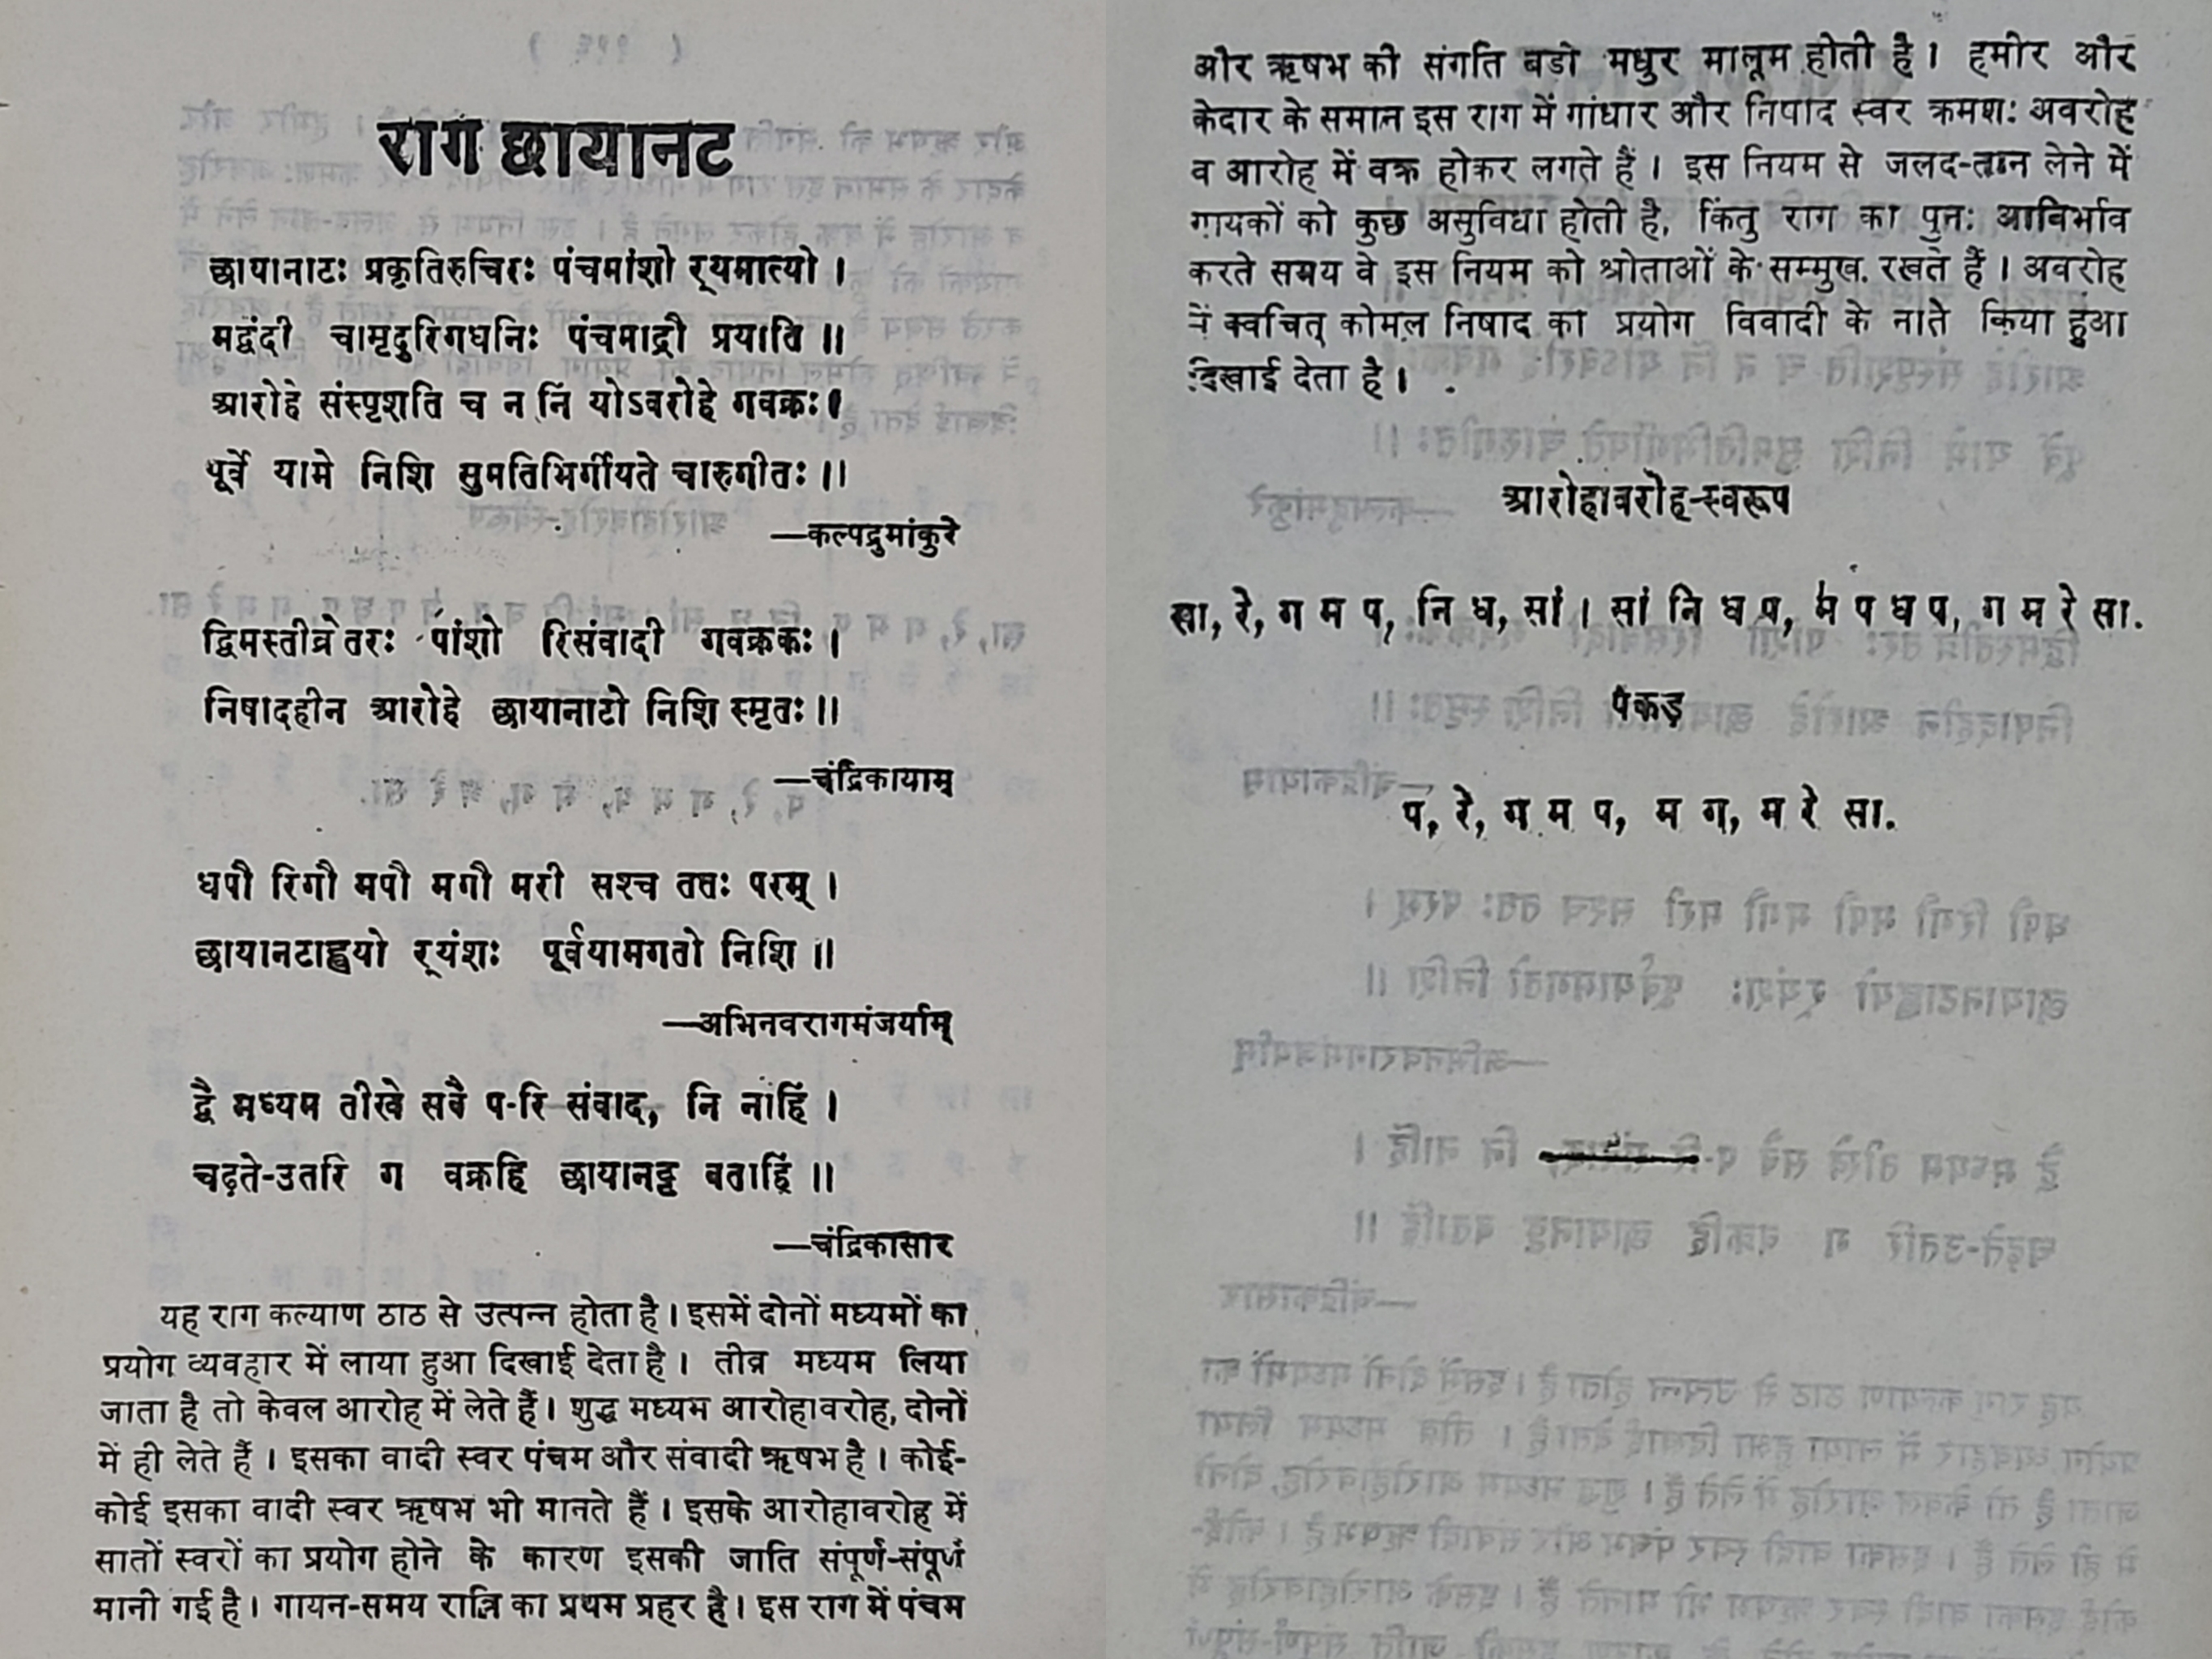 राग छायानट
छायानाटः प्रकृतिरुचिरः पंचमांशो र्‍यमात्यो ।
मद्वंदी चामृदुरिगधनिः पंचमाद्रौ प्रयाति ॥
आरोहे संस्पृशति च न निं योऽवरोहे गवक्रः।
पूर्वे यामे निशि सुमतिभिर्गीयते चारुगीतः॥
—कल्पद्रुमांकुरे
द्विमस्तीव्रेतरः पांशो रिसंवादी गवक्रकः ।
निषादहीन आरोहे छायानाटो निशि स्मृतः॥
—चंद्रिकायाम्
धपौ रिगौ मपौ मगौ मरी सश्च ततः परम् ।
छायानटाह्वयो र्‍यंशः पूर्वयामगतो निशि ॥
—अभिनवरागमंजर्याम्
द्वै मध्यम तीखे सबै प-रि संवाद, नि नाहिं ।
चढ़ते-उतरि ग वक्रहि छायानट्ट बताहिं ॥
—चंद्रिकासार
यह राग कल्याण ठाठ से उत्पन्न होता है। इसमें दोनों मध्यमों का
प्रयोग व्यवहार में लाया हुआ दिखाई देता है। तीव्र मध्यम लिया
जाता है तो केवल आरोह में लेते हैं। शुद्ध मध्यम आरोहावरोह, दोनों
में ही लेते हैं। इसका वादी स्वर पंचम और संवादी ऋषभ है। कोई-
कोई इसका वादी स्वर ऋषभ भी मानते हैं। इसके आरोहावरोह में
सातों स्वरों का प्रयोग होने के कारण इसकी जाति संपूर्ण-संपूर्ण
मानी गई है। गायन-समय रात्रि का प्रथम प्रहर है। इस राग में पंचम
और ऋषभ की संगति बडो मधुर मालूम होती है। हमीर और
केदार के समान इस राग में गांधार और निषाद स्वर क्रमशः अवरोह
व आरोह में वक्र होकर लगते हैं। इस नियम से जलद-तान लेने में
गायकों को कुछ असुविधा होती है, किंतु राग का पुनः आविर्भाव
करते समय वे इस नियम को श्रोताओं के सम्मुख रखते हैं। अवरोह
में क्वचित् कोमल निषाद का प्रयोग विवादी के नाते किया हुआ
दिखाई देता है।
आरोहावरोह-स्वरूप
सा, रे, ग म प, नि ध, सां। सां नि ध प, म॑ प ध प, ग म रे सा.
पकड़
प, रे, ग म प, म ग, म रे सा.